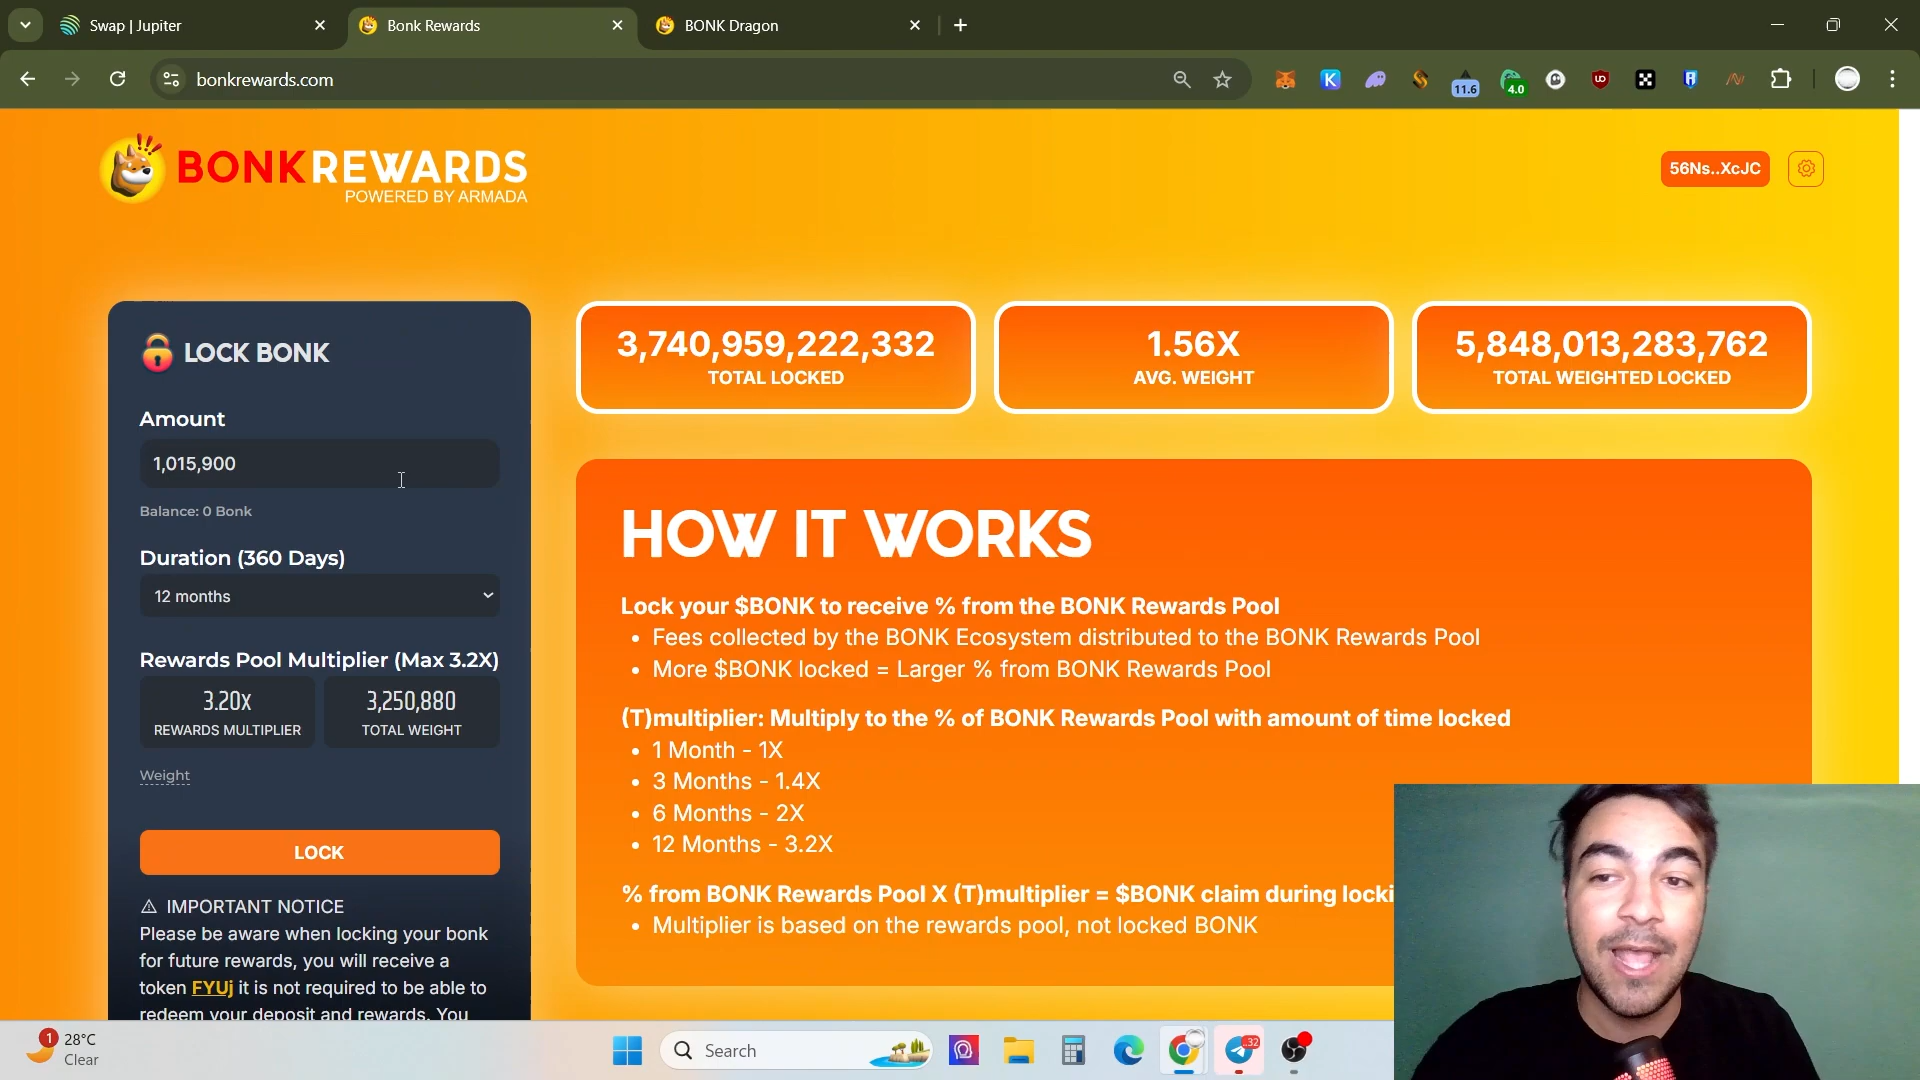 Swap | Jupiter
Bonk Rewards
BONK Dragon
bonkrewards.com
11.6
4.0
BONKREWARDS
POWERED BY ARMADA
56Ns..XcJC
LOCK BONK
Amount
1,015,900
Balance: 0 Bonk
Duration (360 Days)
12 months
Rewards Pool Multiplier (Max 3.2X)
3.20x
REWARDS MULTIPLIER
3,250,880
TOTAL WEIGHT
Weight
LOCK
⚠ IMPORTANT NOTICE
Please be aware when locking your bonk
for future rewards, you will receive a
token FYUj it is not required to be able to
redeem your deposit and rewards. You
3,740,959,222,332
TOTAL LOCKED
1.56X
AVG. WEIGHT
5,848,013,283,762
TOTAL WEIGHTED LOCKED
HOW IT WORKS
Lock your $BONK to receive % from the BONK Rewards Pool
• Fees collected by the BONK Ecosystem distributed to the BONK Rewards Pool
• More $BONK locked = Larger % from BONK Rewards Pool
(T)multiplier: Multiply to the % of BONK Rewards Pool with amount of time locked
• 1 Month - 1X
• 3 Months - 1.4X
• 6 Months - 2X
• 12 Months - 3.2X
% from BONK Rewards Pool X (T)multiplier = $BONK claim during locki
• Multiplier is based on the rewards pool, not locked BONK
1
28°C
Clear
Search
32